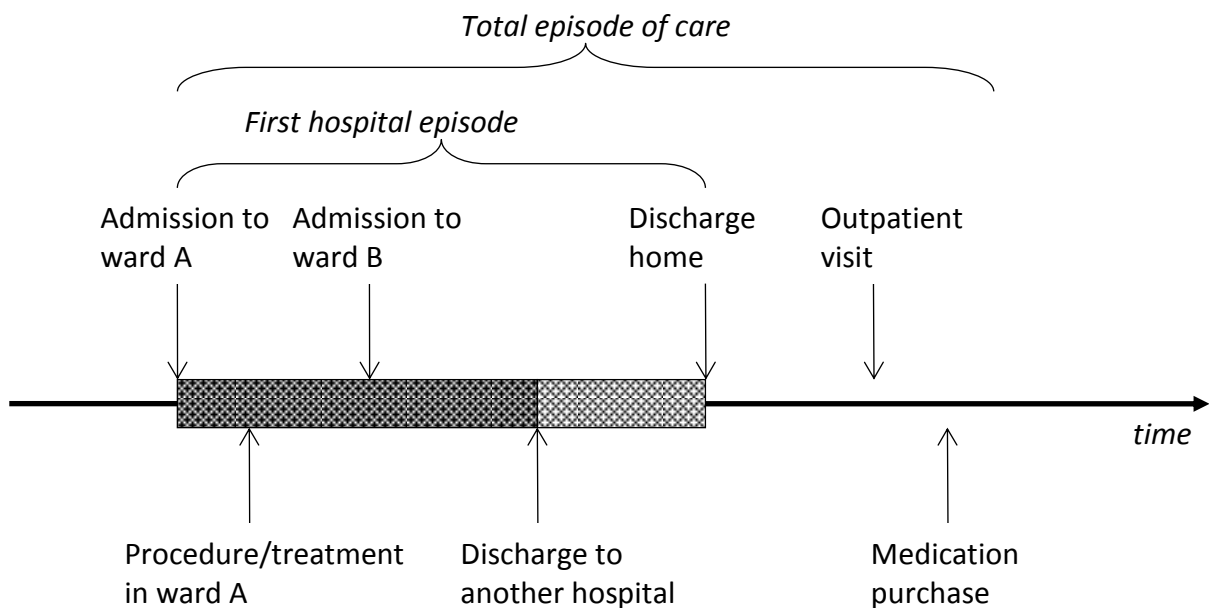 Total episode of care
First hospital episode
Admission to
ward A
Admission to
ward B
Discharge
home
Outpatient
visit
time
Procedure/treatment
in ward A
Discharge to
another hospital
Medication
purchase